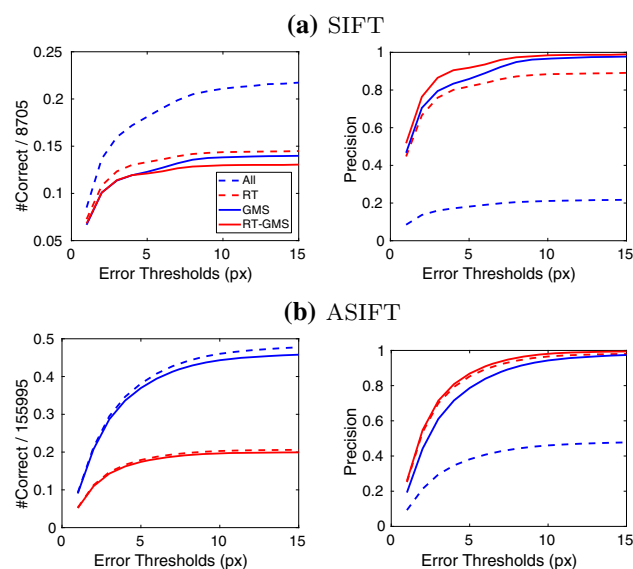 (a) SIFT
0.25
0.2
0.15
0.1
0.05
#Correct / 8705
All
RT
GMS
RT-GMS
0 5 10 15
Error Thresholds (px)
1
0.8
0.6
0.4
0.2
0
Precision
0 5 10 15
Error Thresholds (px)
(b) ASIFT
0.5
0.4
0.3
0.2
0.1
0
#Correct / 155995
0 5 10 15
Error Thresholds (px)
1
0.8
0.6
0.4
0.2
0
Precision
0 5 10 15
Error Thresholds (px)